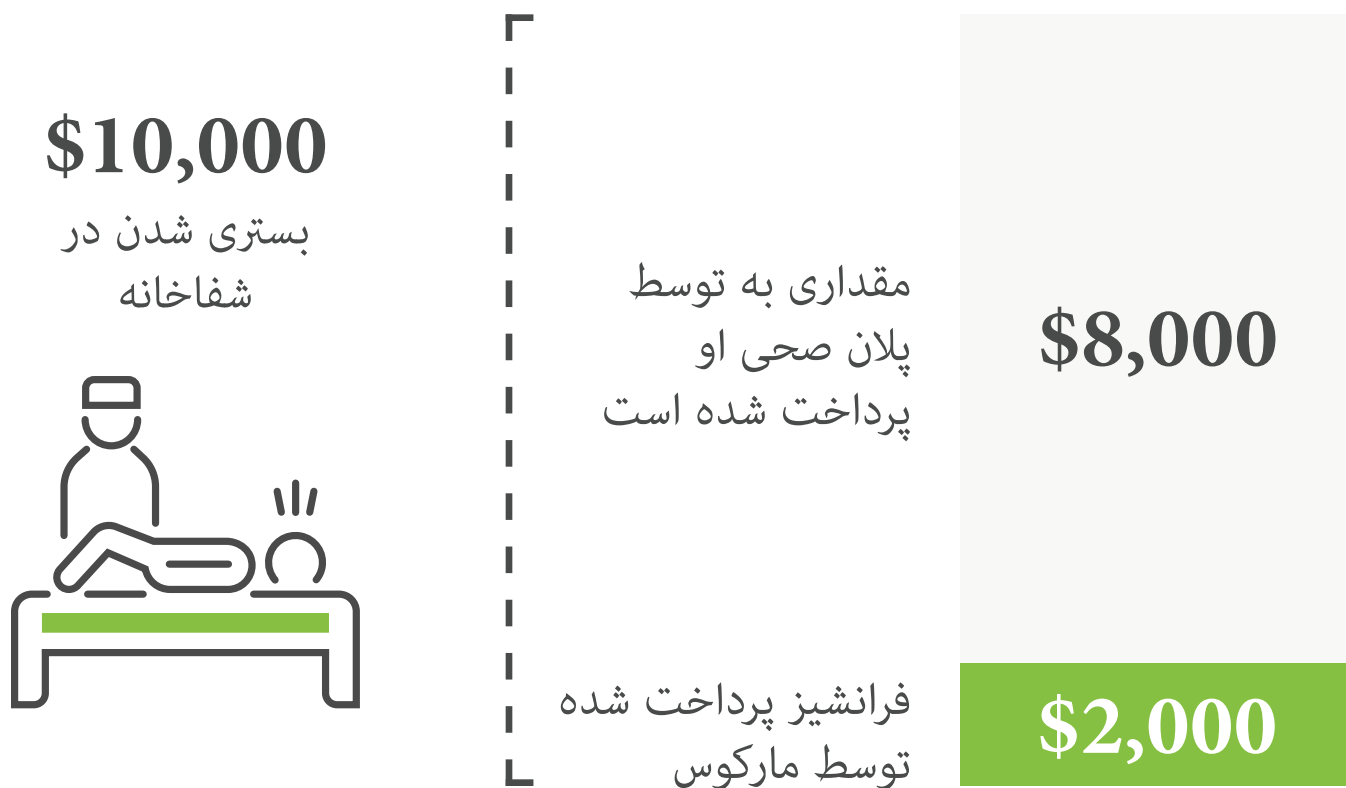 $10,000
بستری شدن در
شفاخانه
مقداری به توسط
پلان صحی او
پرداخت شده است
$8,000
فرانشیز پرداخت شده
توسط مارکوس
$2,000